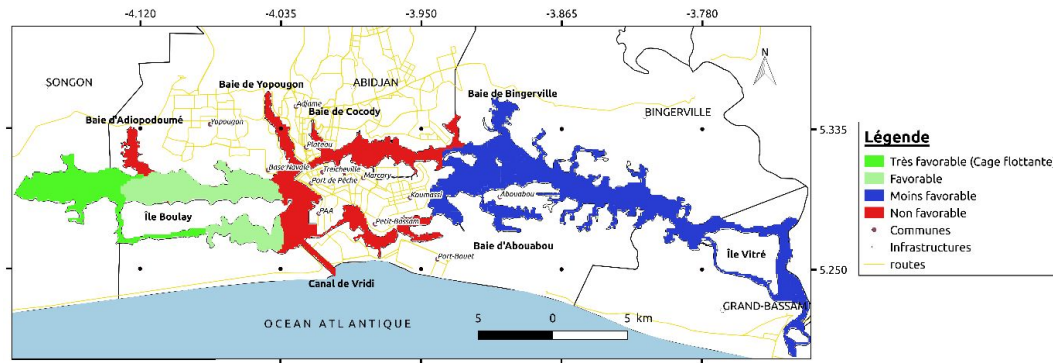 -4.120
-4.035
-3.950
-3.865
-3.780
N
SONGON
ABIDJAN
BINGERVILLE
Baie de Yopougon
Adjame
Baie de Cocody
Baie de Bingerville
Baie d'Adiopodoumé
Yopougon
Plateau
5.335
Base Navale
Treicheville
Marcory
Port de Pêche
Koumassi
Abouabou
Île Boulay
PAA
Petit-Bassam
Baie d'Abouabou
Île Vitré
Port-Bouet
5.250
Canal de Vridi
GRAND-BASSAM
OCEAN ATLANTIQUE
5
0
5 km
Légende
Très favorable (Cage flottante
Favorable
Moins favorable
Non favorable
Communes
Infrastructures
routes